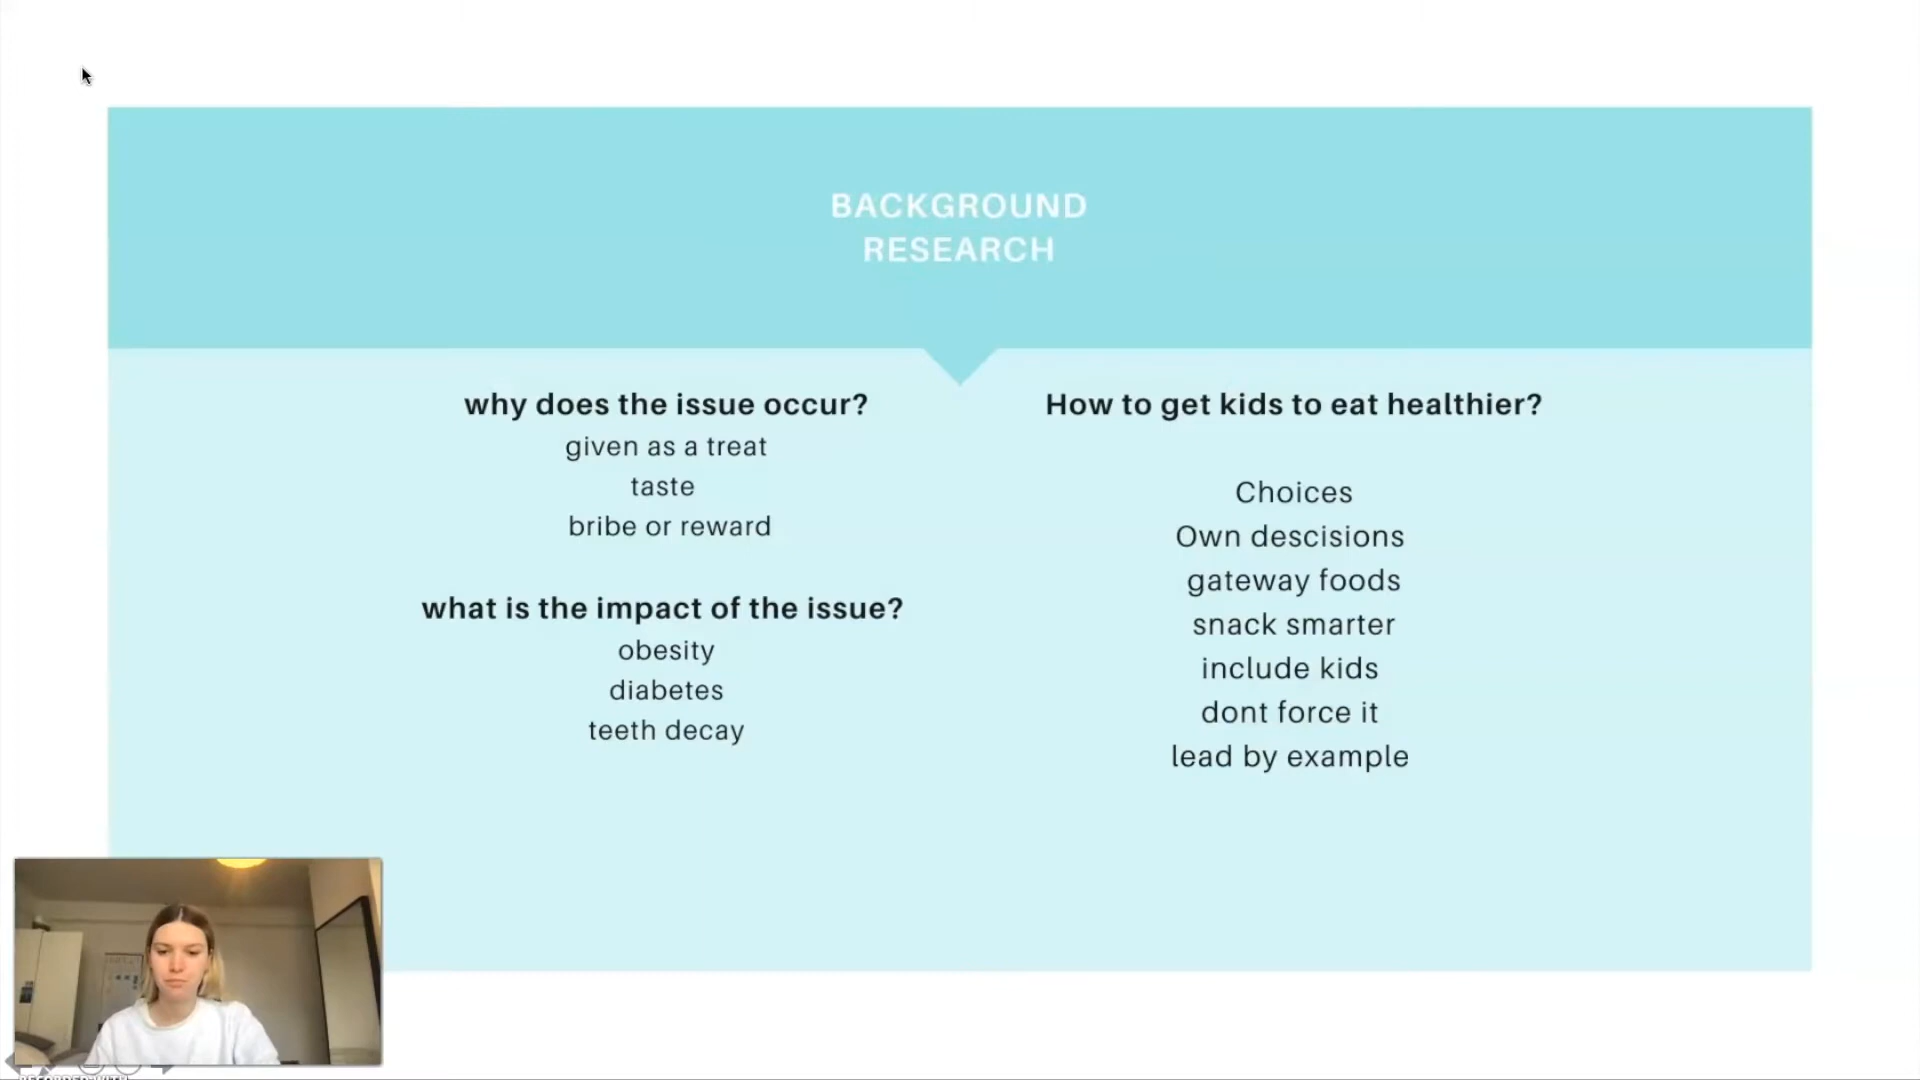 BACKGROUND
RESEARCH
why does the issue occur?
given as a treat
taste
bribe or reward
what is the impact of the issue?
obesity
diabetes
teeth decay
How to get kids to eat healthier?
Choices
Own descisions
gateway foods
snack smarter
include kids
dont force it
lead by example
RECORDED WITH